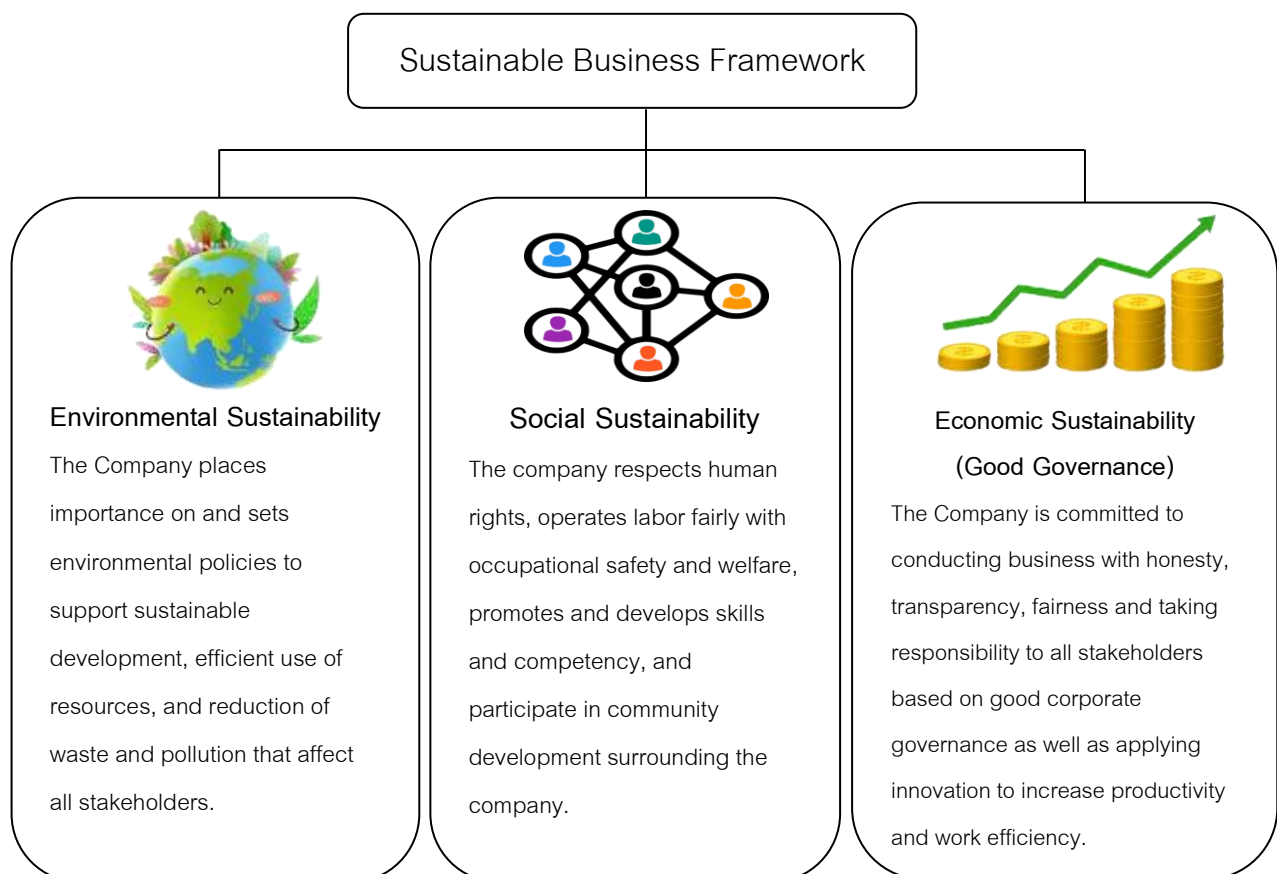 Sustainable Business Framework
Environmental Sustainability
The Company places
importance on and sets
environmental policies to
support sustainable
development, efficient use of
resources, and reduction of
waste and pollution that affect
all stakeholders.
Social Sustainability
The company respects human
rights, operates labor fairly with
occupational safety and welfare,
promotes and develops skills
and competency, and
participate in community
development surrounding the
company.
Economic Sustainability
(Good Governance)
The Company is committed to
conducting business with honesty,
transparency, fairness and taking
responsibility to all stakeholders
based on good corporate
governance as well as applying
innovation to increase productivity
and work efficiency.